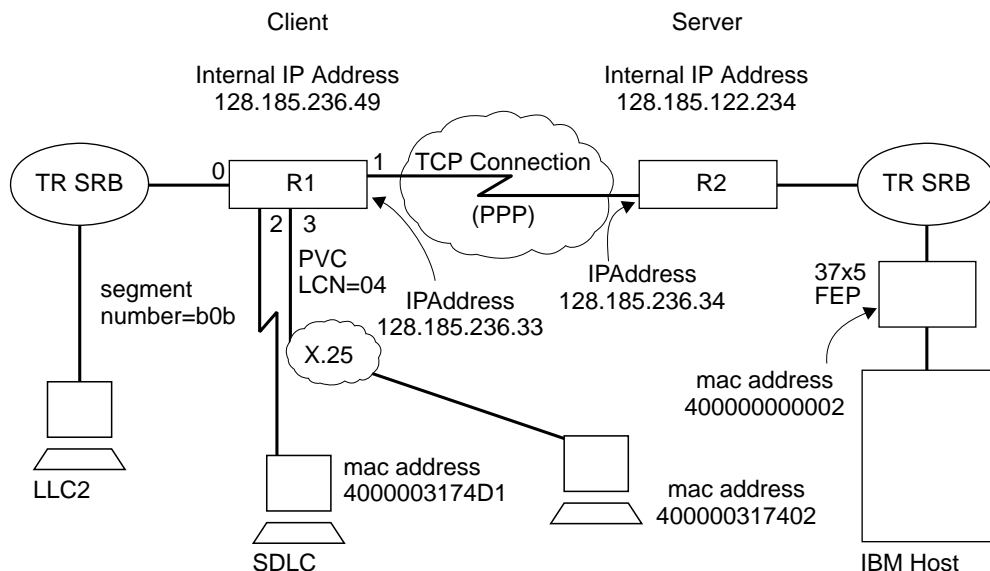 Client
Server
Internal IP Address
128.185.236.49
Internal IP Address
128.185.122.234
TR SRB
0
R1
1
TCP Connection
(PPP)
R2
TR SRB
2
3
PVC
LCN=04
segment
number=b0b
IPAddress
128.185.236.33
IPAddress
128.185.236.34
37x5
FEP
X.25
mac address
400000000002
LLC2
mac address
4000003174D1
SDLC
mac address
400000317402
IBM Host